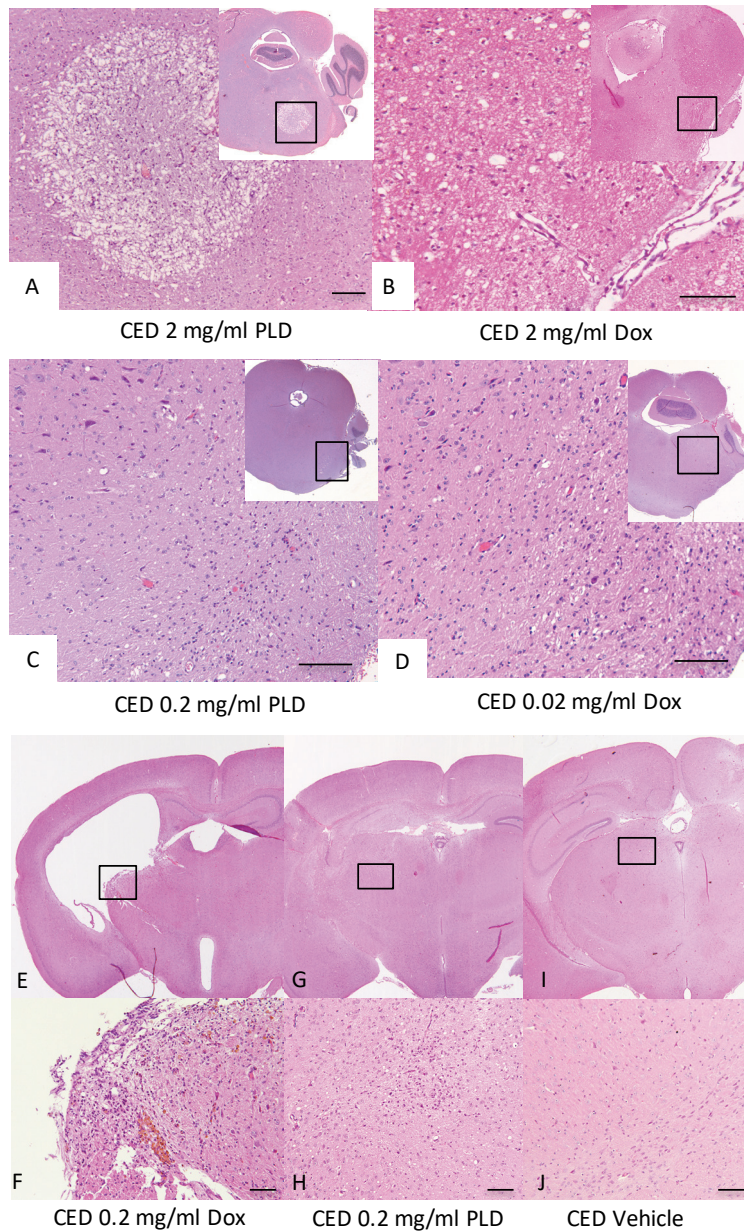 A
B
CED 2 mg/ml PLD
CED 2 mg/ml Dox
C
D
CED 0.2 mg/ml PLD
CED 0.02 mg/ml Dox
E
G
I
F
H
J
CED 0.2 mg/ml Dox
CED 0.2 mg/ml PLD
CED Vehicle